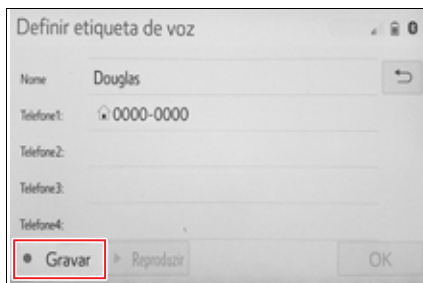 Definir etiqueta de voz
Nome Douglas
Telefone1: 0000-0000
Telefone2:
Telefone3:
Telefone4:
Gravar Reproduzir OK